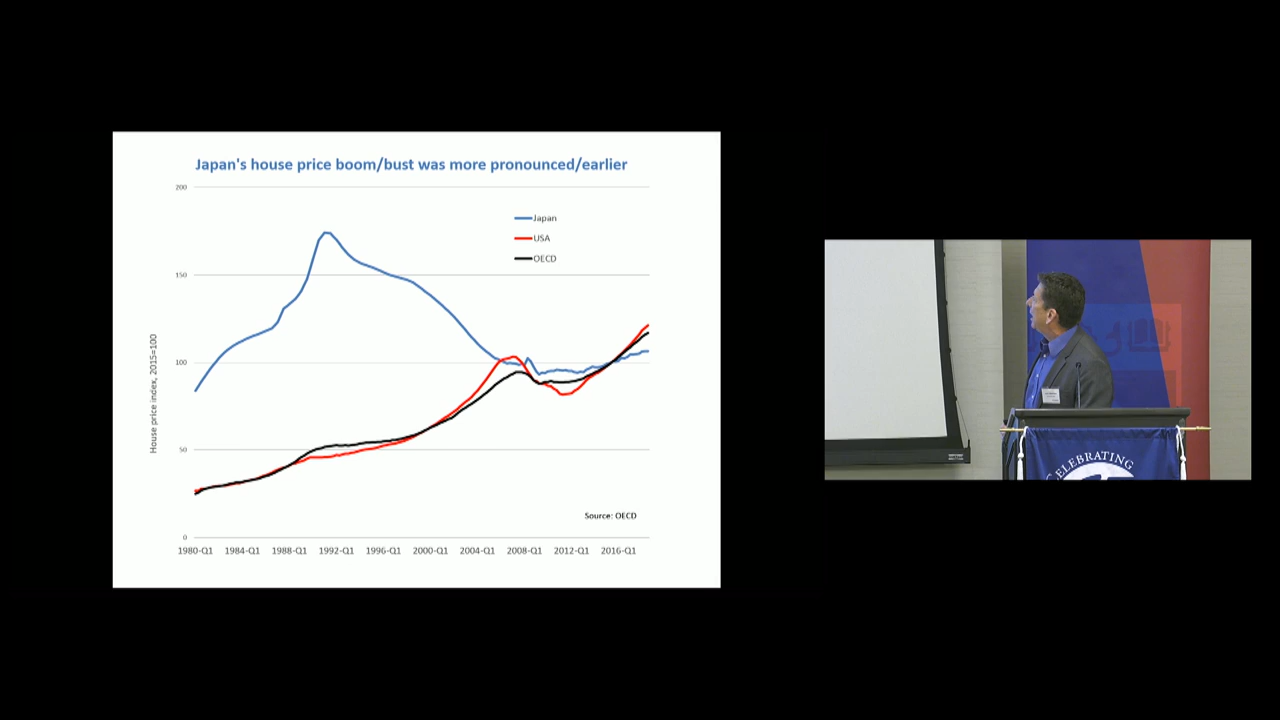 Japan's house price boom/bust was more pronounced/earlier
200
Japan
USA
OECD
150
100
50
0
House price index, 2015=100
Source: OECD
1980-Q1 1984-Q1 1988-Q1 1992-Q1 1996-Q1 2000-Q1 2004-Q1 2008-Q1 2012-Q1 2016-Q1
CELEBRATING